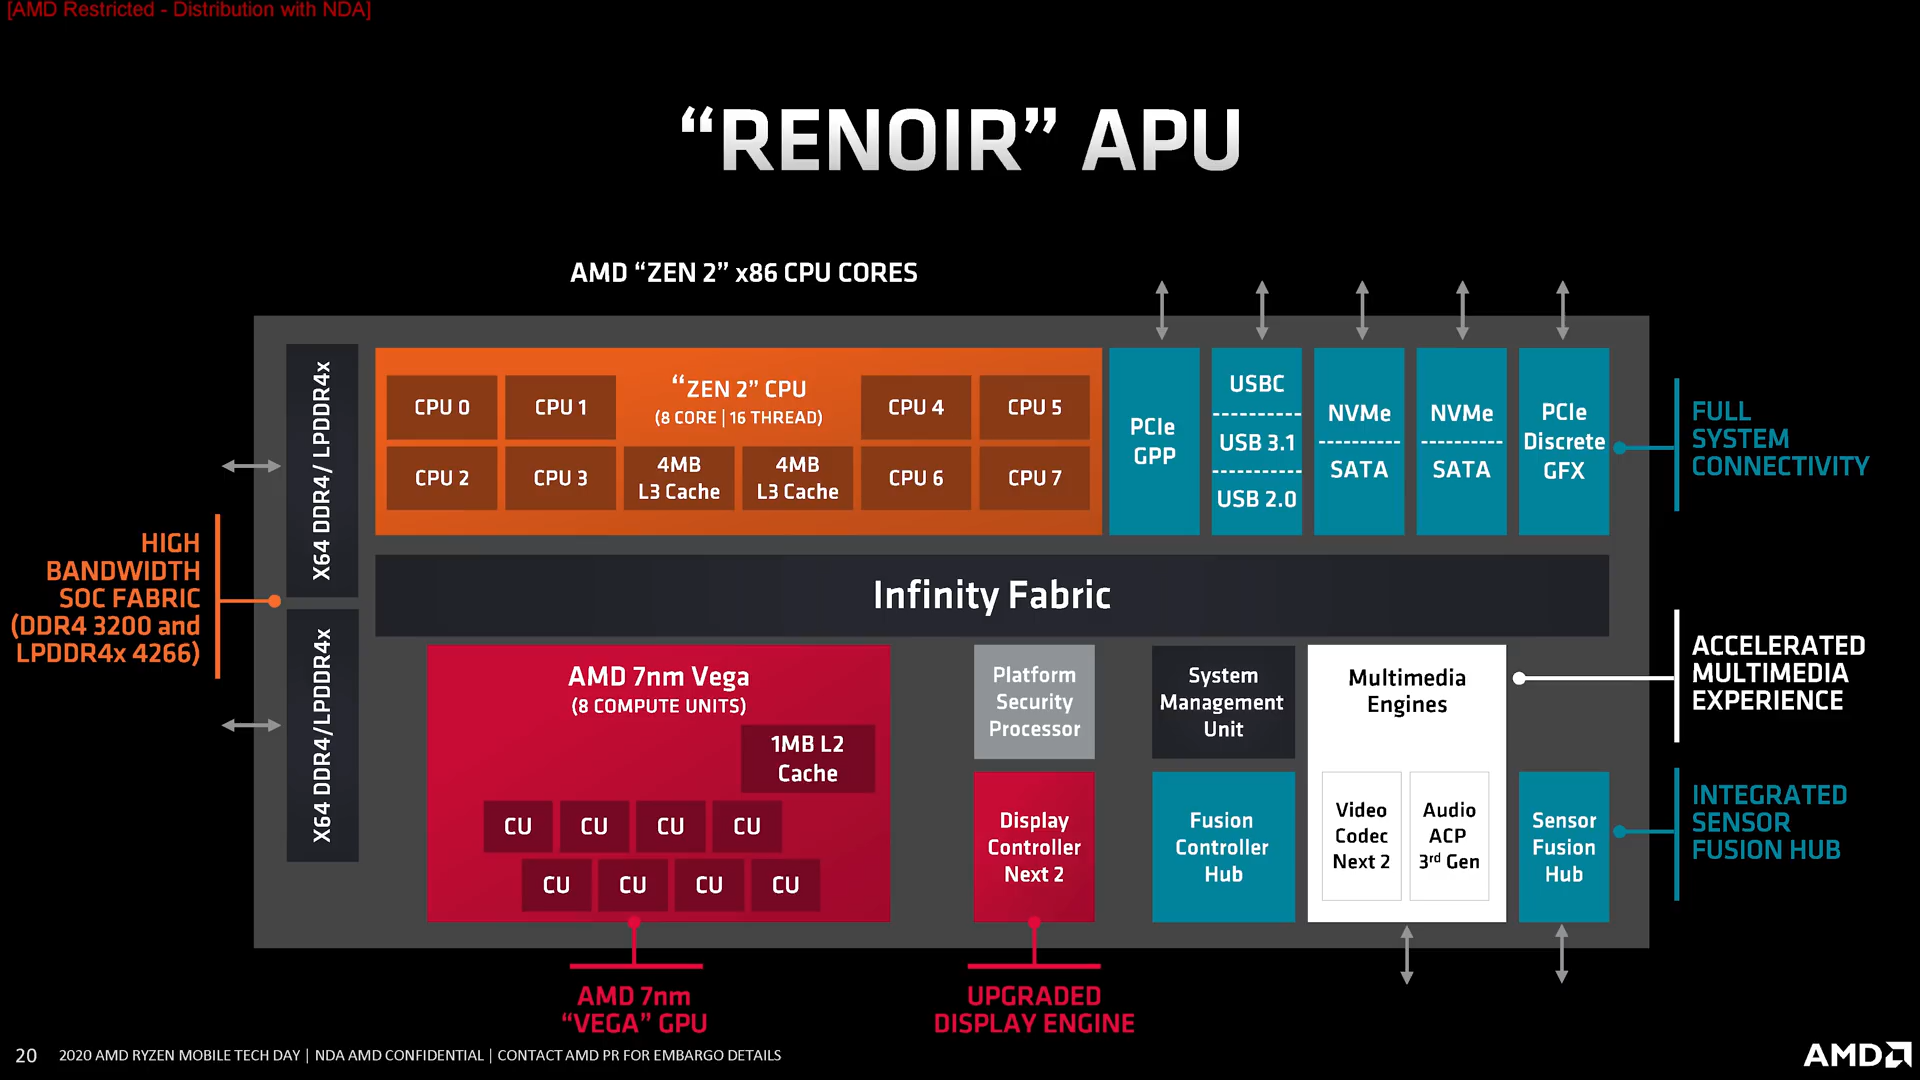 [AMD Restricted - Distribution with NDA]
“RENOIR” APU
AMD “ZEN 2” x86 CPU CORES
X64 DDR4/ LPDDR4x
X64 DDR4/LPDDR4x
HIGH
BANDWIDTH
SOC FABRIC
(DDR4 3200 and
LPDDR4x 4266)
“ZEN 2” CPU
(8 CORE | 16 THREAD)
CPU 0
CPU 1
CPU 4
CPU 5
CPU 2
CPU 3
4MB
L3 Cache
4MB
L3 Cache
CPU 6
CPU 7
PCIe
GPP
USBC
USB 3.1
USB 2.0
NVMe
SATA
NVMe
SATA
PCIe
Discrete
GFX
FULL
SYSTEM
CONNECTIVITY
Infinity Fabric
AMD 7nm Vega
(8 COMPUTE UNITS)
1MB L2
Cache
CU
CU
CU
CU
CU
CU
CU
CU
Platform
Security
Processor
Display
Controller
Next 2
System
Management
Unit
Fusion
Controller
Hub
Multimedia
Engines
Video
Codec
Next 2
Audio
ACP
3rd Gen
Sensor
Fusion
Hub
ACCELERATED
MULTIMEDIA
EXPERIENCE
INTEGRATED
SENSOR
FUSION HUB
AMD 7nm
“VEGA” GPU
UPGRADED
DISPLAY ENGINE
20 2020 AMD RYZEN MOBILE TECH DAY | NDA AMD CONFIDENTIAL | CONTACT AMD PR FOR EMBARGO DETAILS
AMD